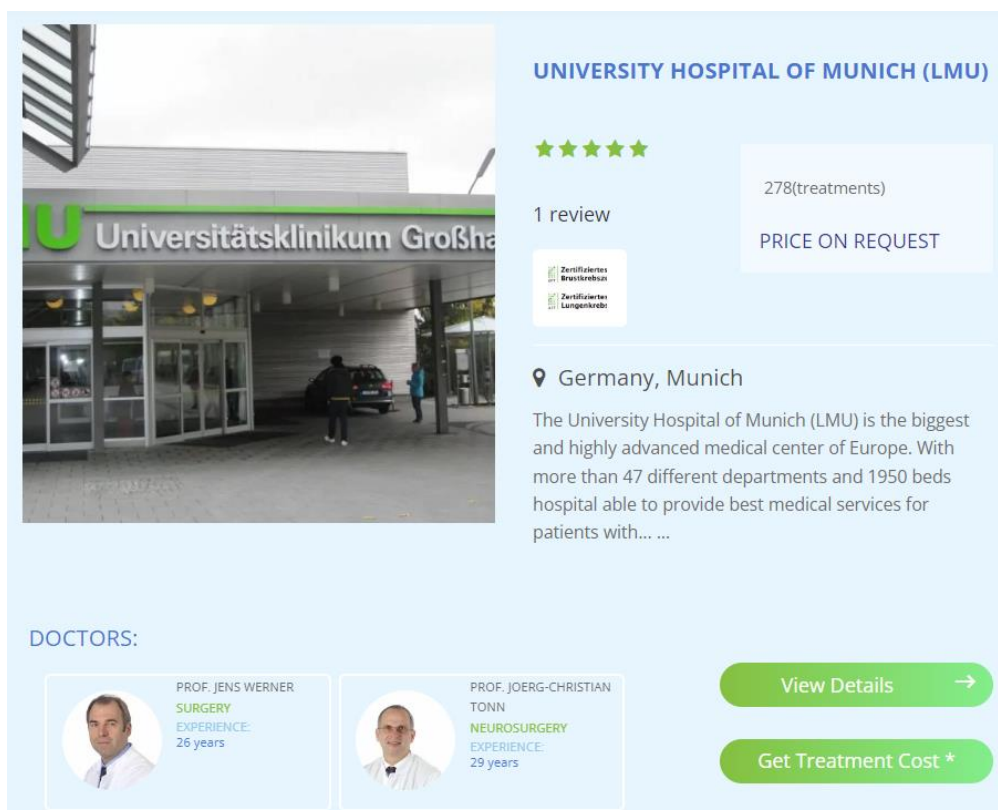 UNIVERSITY HOSPITAL OF MUNICH (LMU)
1 review
278(treatments)
PRICE ON REQUEST
MU Universitätsklinikum Großha
Zertifiziertes
Brustkrebsz
Zertifizierte
Lungenkreb
Germany, Munich
The University Hospital of Munich (LMU) is the biggest
and highly advanced medical center of Europe. With
more than 47 different departments and 1950 beds
hospital able to provide best medical services for
patients with... ...
DOCTORS:
PROF. JENS WERNER
SURGERY
EXPERIENCE:
26 years
PROF. JOERG-CHRISTIAN
TONN
NEUROSURGERY
EXPERIENCE:
29 years
View Details
Get Treatment Cost *